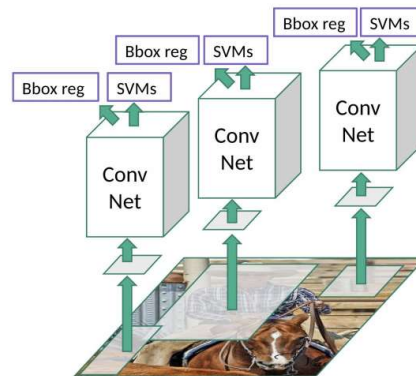 Bbox reg SVMs
Bbox reg SVMs
Bbox reg SVMs
Conv
Net
Conv
Net
Conv
Net